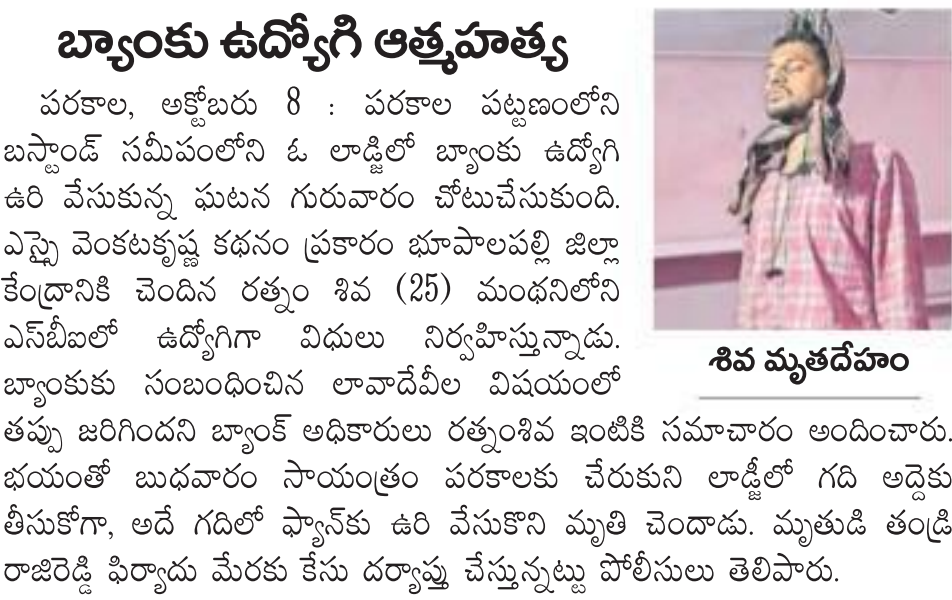 బ్యాంకు ఉద్యోగి ఆత్మహత్య
పరకాల, అక్టోబరు 8 : పరకాల పట్టణంలోని
బస్టాండ్ సమీపంలోని ఓ లాడ్జిలో బ్యాంకు ఉద్యోగి
ఉరి వేసుకున్న ఘటన గురువారం చోటుచేసుకుంది.
ఎస్సై వెంకటకృష్ణ కథనం ప్రకారం భూపాలపల్లి జిల్లా
కేంద్రానికి చెందిన రత్నం శివ (25) మంథనిలోని
ఎస్‌బీఐలో ఉద్యోగిగా విధులు నిర్వహిస్తున్నాడు.
బ్యాంకుకు సంబంధించిన లావాదేవీల విషయంలో
తప్పు జరిగిందని బ్యాంక్ అధికారులు రత్నంశివ ఇంటికి సమాచారం అందించారు.
భయంతో బుధవారం సాయంత్రం పరకాలకు చేరుకుని లాడ్జీలో గది అద్దెకు
తీసుకోగా, అదే గదిలో ఫ్యాన్‌కు ఉరి వేసుకొని మృతి చెందాడు. మృతుడి తండ్రి
రాజిరెడ్డి ఫిర్యాదు మేరకు కేసు దర్యాప్తు చేస్తున్నట్టు పోలీసులు తెలిపారు.
శివ మృతదేహం